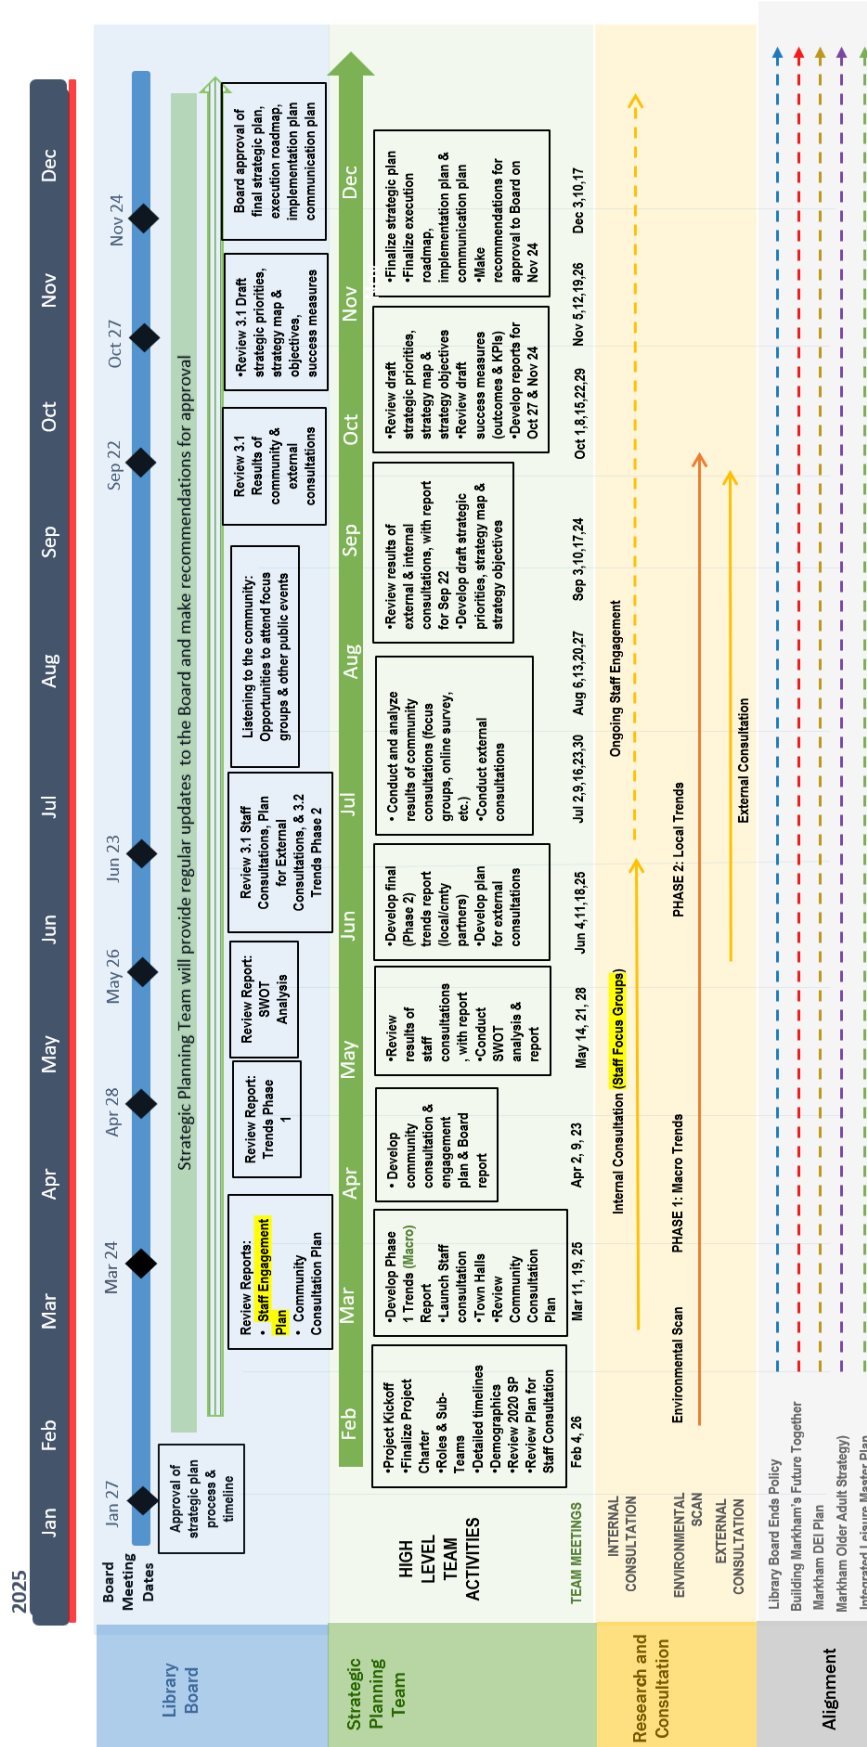 2025
Jan
Feb
Mar
Apr
May
Jun
Jul
Aug
Sep
Oct
Nov
Dec
Library
Board
Board
Meeting
Dates
Jan 27
Mar 24
Apr 28
May 26
Jun 23
Sep 22
Oct 27
Nov 24
Strategic Planning Team will provide regular updates to the Board and make recommendations for approval
Approval of
strategic plan
process &
timeline
Review Reports:
• Staff Engagement
Plan
• Community
Consultation Plan
Review Report:
Trends Phase
1
Review Report:
SWOT
Analysis
Review 3.1 Staff
Consultations, Plan
for External
Consultations, & 3.2
Trends Phase 2
Listening to the community:
Opportunities to attend focus
groups & other public events
Review 3.1
Results of
community &
external
consultations
•Review 3.1 Draft
strategic priorities,
strategy map &
objectives,
success measures
Board approval of
final strategic plan,
execution roadmap,
implementation plan
communication plan
Strategic
Planning
Team
Feb
Mar
Apr
May
Jun
Jul
Aug
Sep
Oct
Nov
Dec
HIGH
LEVEL
TEAM
ACTIVITIES
•Project Kickoff
•Finalize Project
Charter
•Roles & Sub-
Teams
•Detailed timelines
•Demographics
•Review 2020 SP
•Review Plan for
Staff Consultation
•Develop Phase
1 Trends (Macro)
Report
•Launch Staff
consultation
•Town Halls
•Review
Community
Consultation
Plan
• Develop
community
consultation &
engagement
plan & Board
report
•Review
results of
staff
consultations
, with report
•Conduct
SWOT
analysis &
report
•Develop final
(Phase 2)
trends report
(local/cmty
partners)
•Develop plan
for external
consultations
• Conduct and analyze
results of community
consultations (focus
groups, online survey,
etc.)
•Conduct external
consultations
•Review results of
external & internal
consultations, with report
for Sep 22
•Develop draft strategic
priorities, strategy map &
strategy objectives
•Review draft
strategic priorities,
strategy map &
strategy objectives
•Review draft
success measures
(outcomes & KPIs)
•Develop reports for
Oct 27 & Nov 24
•Finalize strategic plan
•Finalize execution
roadmap,
implementation plan &
communication plan
•Make
recommendations for
approval to Board on
Nov 24
TEAM MEETINGS
Feb 4, 26
Mar 11, 19, 25
Apr 2, 9, 23
May 14, 21, 28
Jun 4,11,18,25
Jul 2,9,16,23,30
Aug 6,13,20,27
Sep 3,10,17,24
Oct 1,8,15,22,29
Nov 5,12,19,26
Dec 3,10,17
Research and
Consultation
INTERNAL
CONSULTATION
Internal Consultation (Staff Focus Groups)
Ongoing Staff Engagement
ENVIRONMENTAL
SCAN
Environmental Scan
PHASE 1: Macro Trends
PHASE 2: Local Trends
EXTERNAL
CONSULTATION
External Consultation
Alignment
Library Board Ends Policy
Building Markham's Future Together
Markham DEI Plan
Markham Older Adult Strategy)
Integrated Leisure Master Plan